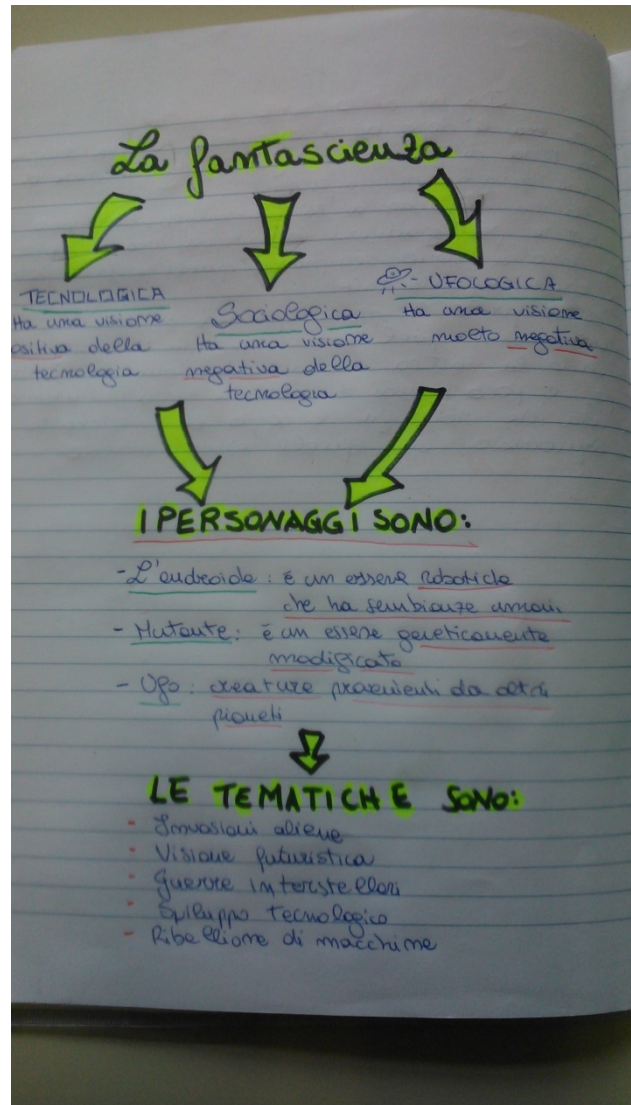 La fantascienza
TECNOLOGICA
Ha una visione
ositiva della
tecnologia
Sociologica
Ha una visione
negativa della
tecnologia
UFOLOGICA
Ha una visione
molto negativa
I PERSONAGGI SONO:
- L'androide: é un essere
che ha sembianze umani
- Mutante: é un essere geneticamente
modificato
- Ufo: creature provenienti da altri
pianeti
LE TEMATICHE SONO:
- Invasioni aliene
- Visione futuristica
- Guerre interstellari
- Sviluppo tecnologico
- Ribellione di macchine